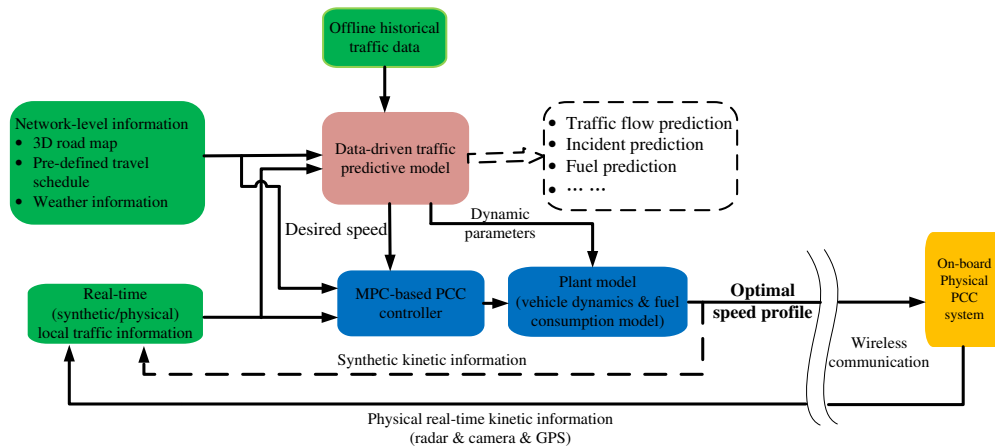 Offline historical
traffic data
Network-level information
• 3D road map
• Pre-defined travel
schedule
• Weather information
Data-driven traffic
predictive model
• Traffic flow prediction
• Incident prediction
• Fuel prediction
• … …
Desired speed
Dynamic
parameters
Real-time
(synthetic/physical)
local traffic information
MPC-based PCC
controller
Plant model
(vehicle dynamics & fuel
consumption model)
Optimal
speed profile
On-board
Physical
PCC
system
Synthetic kinetic information
Wireless
communication
Physical real-time kinetic information
(radar & camera & GPS)